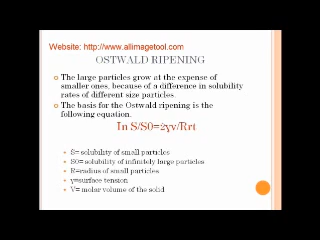 Website: http://www.allimagetool.com
OSTWALD RIPENING
The large particles grow at the expense of
smaller ones, because of a difference in solubility
rates of different size particles.
The basis for the Ostwald ripening is the
following equation.
In S/S0=2γv/Rrt
S= solubility of small particles
S0= solubility of infinitely large particles
R=radius of small particles
γ=surface tension
V= molar volume of the solid